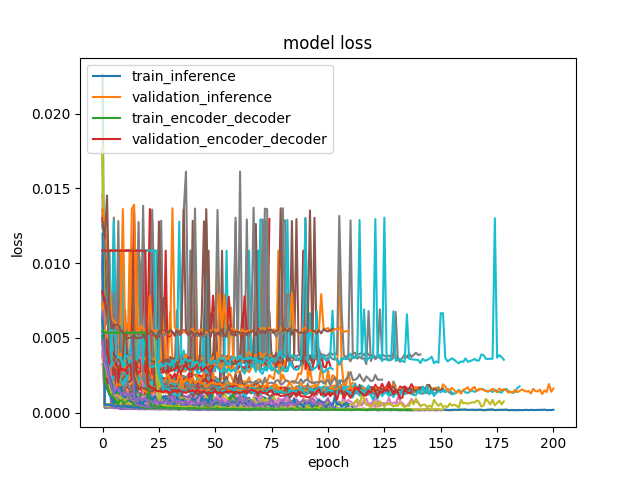 model loss
train_inference
validation_inference
train_encoder_decoder
validation_encoder_decoder
0.020
0.015
0.010
0.005
0.000
loss
0 25 50 75 100 125 150 175 200
epoch